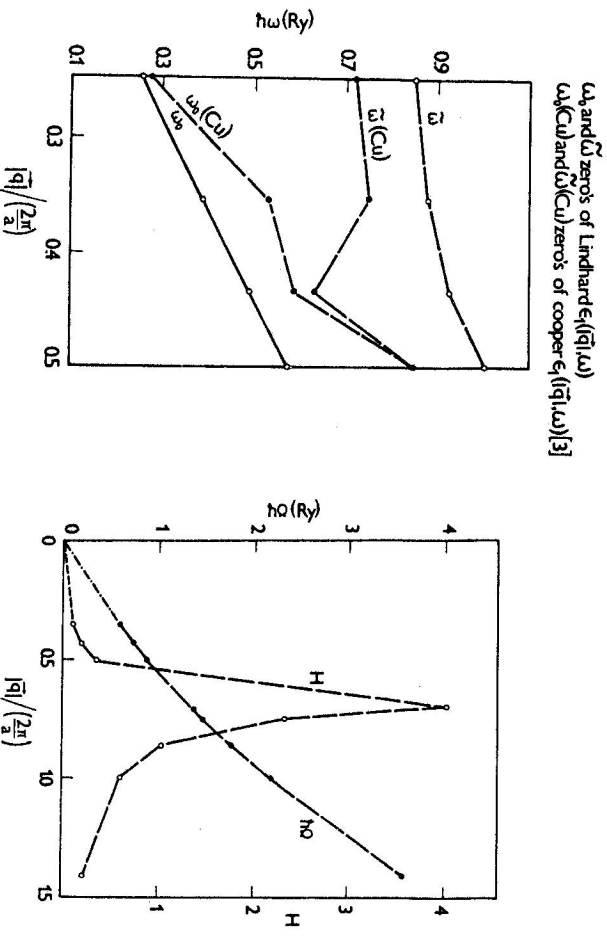 ω₀ and ω̃ zero's of Lindhard ϵ₁(|q⃗|,ω)
ω₀(Cu) and ω̃(Cu) zero's of cooper ϵ₁(|q⃗|,ω)[3]
ħω(Ry)
0.1
0.3
0.5
0.7
0.9
ω̃
ω̃(Cu)
ω₀(Cu)
ω₀
0.3
0.4
0.5
|q⃗|/(2π/a)
ħΩ(Ry)
0
1
2
3
4
H
ħΩ
0
0.5
1.0
1.5
|q⃗|/(2π/a)
1
2
3
4
H